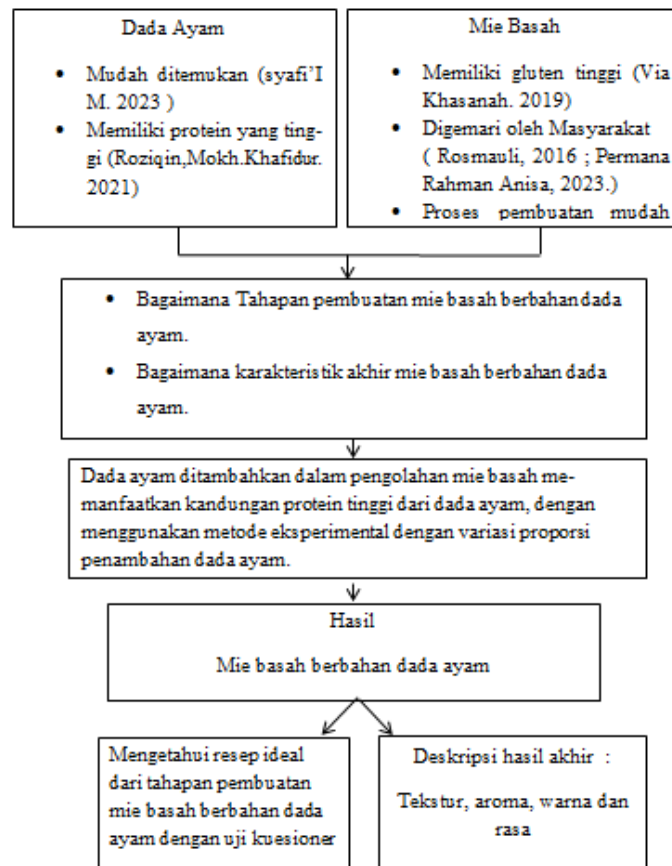 Dada Ayam
• Mudah ditemukan (syafi’I
M. 2023 )
• Memiliki protein yang ting-
gi (Roziqin,Mokh.Khafidur.
2021)
Mie Basah
• Memiliki gluten tinggi (Via
Khasanah. 2019)
• Digemari oleh Masyarakat
( Rosmauli, 2016 ; Permana
Rahman Anisa, 2023.)
• Proses pembuatan mudah
• Bagaimana Tahapan pembuatan mie basah berbahan dada
ayam.
• Bagaimana karakteristik akhir mie basah berbahan dada
ayam.
Dada ayam ditambahkan dalam pengolahan mie basah me-
manfaatkan kandungan protein tinggi dari dada ayam, dengan
menggunakan metode eksperimental dengan variasi proporsi
penambahan dada ayam.
Hasil
Mie basah berbahan dada ayam
Mengetahui resep ideal
dari tahapan pembuatan
mie basah berbahan dada
ayam dengan uji kuesioner
Deskripsi hasil akhir :
Tekstur, aroma, warna dan
rasa